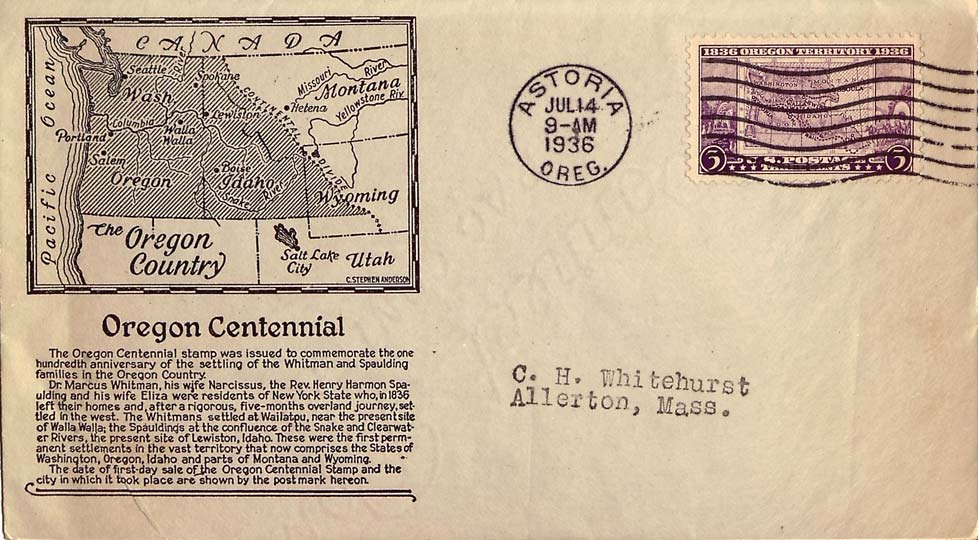 CANADA
Pacific Ocean
Seattle
River
Spokane
Wash
Missouri River
Montana
CONTINENTAL DIVIDE
Helena
Yellowstone Riv
Lewiston
Columbia
Walla Walla
Portland
Salem
Oregon
Boise
Idaho
Snake River
Wyoming
The Oregon
Country
Salt Lake
City
Utah
C. STEPHEN ANDERSON
Oregon Centennial
The Oregon Centennial stamp was issued to commemorate the one
hundredth anniversary of the settling of the Whitman and Spaulding
families in the Oregon Country.
Dr. Marcus Whitman, his wife Narcissus, the Rev. Henry Harmon Spa-
ulding and his wife Eliza were residents of New York State who, in 1836
left their homes and, after a rigorous, five-months overland journey, set-
tled in the west. The Whitmans settled at Wailatou, near the present site
of Walla Walla; the Spauldings at the confluence of the Snake and Clearwat-
er Rivers, the present site of Lewiston, Idaho. These were the first perm-
anent settlements in the vast territory that now comprises the States of
Washington, Oregon, Idaho and parts of Montana and Wyoming.
The date of first-day sale of the Oregon Centennial Stamp and the
city in which it took place are shown by the postmark hereon.
ASTORIA
JUL 14
9-AM
1936
OREG.
1836 OREGON TERRITORY 1936
3 U.S. POSTAGE 3
C. H. Whitehurst
Allerton, Mass.